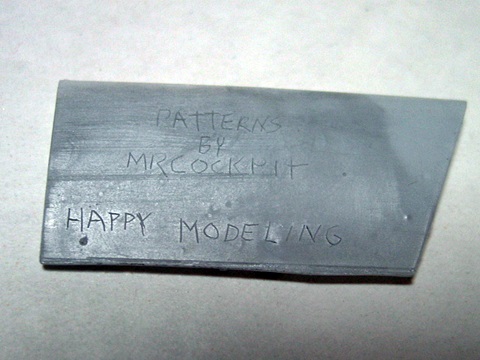 PATTERNS
BY
MRCOCKPIT
HAPPY MODELING